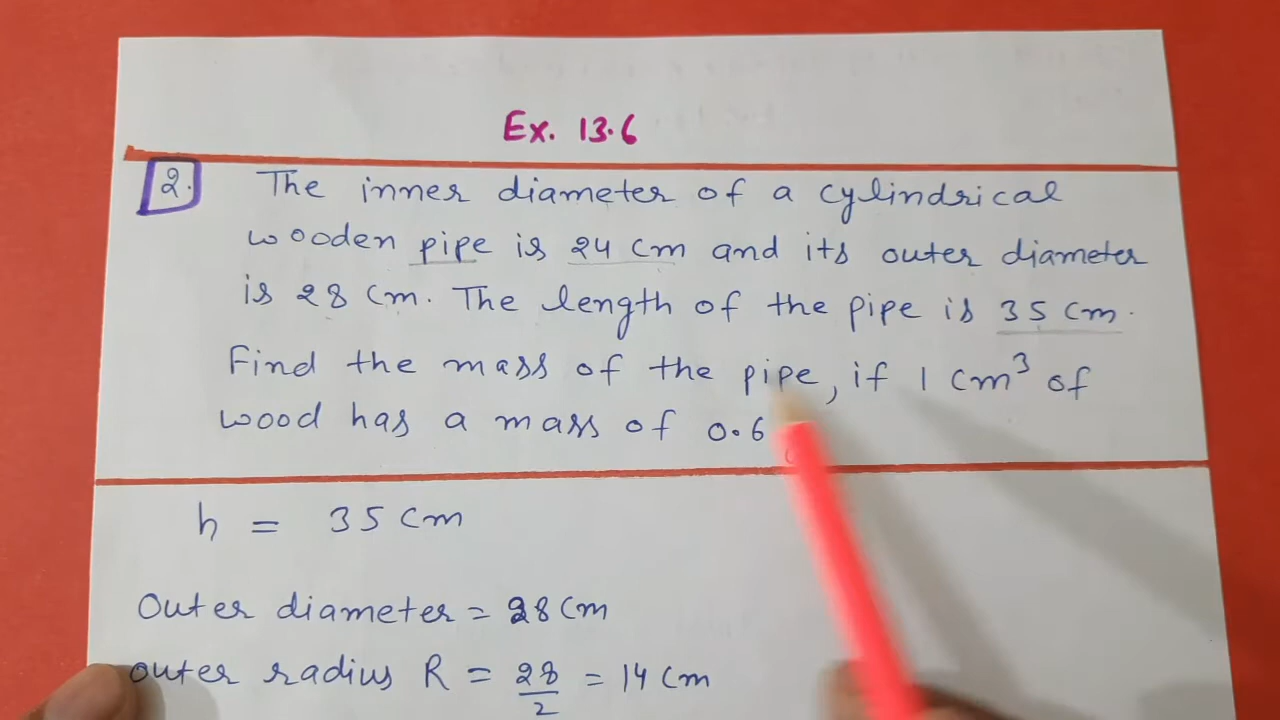 Ex. 13.6
2. The inner diameter of a cylindrical
wooden pipe is 24 cm and its outer diameter
is 28 cm. The length of the pipe is 35 cm.
Find the mass of the pipe, if 1 cm³ of
wood has a mass of 0.6
h = 35 cm
Outer diameter = 28 cm
outer radius R = 28/2 = 14 cm